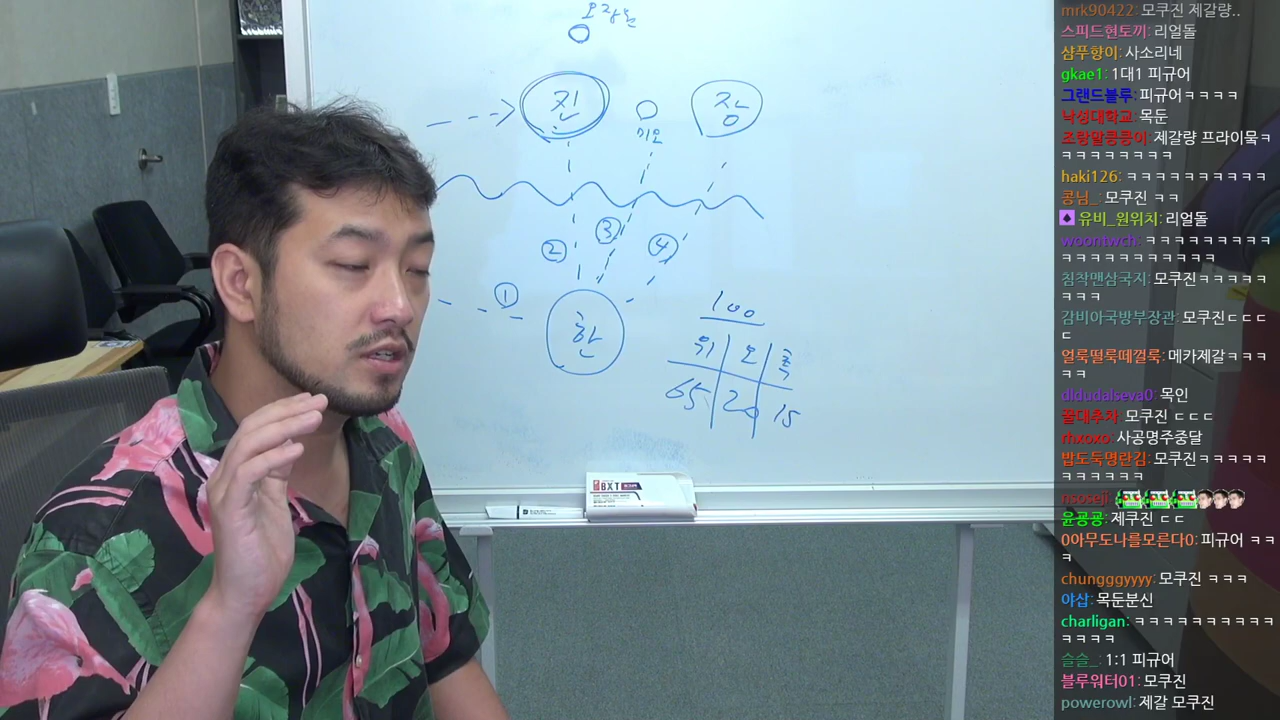 오장원
진
미오
장
①
②
③
④
한
100
위 오 촉
65 20 15
BXT
mrk90422: 모쿠진 제갈량..
스피드현토끼: 리얼돌
샴푸향이: 사소리네
gkae1: 1대1 피규어
그랜드블루: 피규어ㅋㅋㅋㅋ
낙성대학교: 목둔
조랑말킁킁이: 제갈량 프라이뭌ㅋ
ㅋㅋㅋㅋㅋㅋㅋㅋㅋ
haki126: ㅋㅋㅋㅋㅋㅋㅋㅋㅋㅋ
콩님_: 모쿠진 ㅋㅋ
유비_원위치: 리얼돌
woontwch: ㅋㅋㅋㅋㅋㅋㅋㅋㅋ
ㅋㅋㅋㅋㅋㅋㅋㅋㅋㅋㅋ
침착맨삼국지: 모쿠진ㅋㅋㅋㅋㅋ
ㅋㅋㅋ
감비아국방부장관: 모쿠진ㄷㄷㄷ
ㄷ
얼룩떨룩떼껄룩: 메카제갈ㅋㅋㅋ
ㅋㅋ
dldudalseva0: 목인
꿀대추차: 모쿠진 ㄷㄷㄷ
rhxoxo: 사공명주중달
밥도둑명란김: 모쿠진ㅋㅋㅋㅋㅋ
ㅋㅋㅋㅋㅋㅋ
nsoseji:
윤공공: 제쿠진 ㄷㄷ
0아무도나를모른다0: 피규어 ㅋㅋ
ㅋ
chungggyyyy: 모쿠진 ㅋㅋㅋ
야삽: 목둔분신
charligan: ㅋㅋㅋㅋㅋㅋㅋㅋㅋㅋ
ㅋㅋㅋㅋ
슬슬_: 1:1 피규어
블루워터01: 모쿠진
powerowl: 제갈 모쿠진